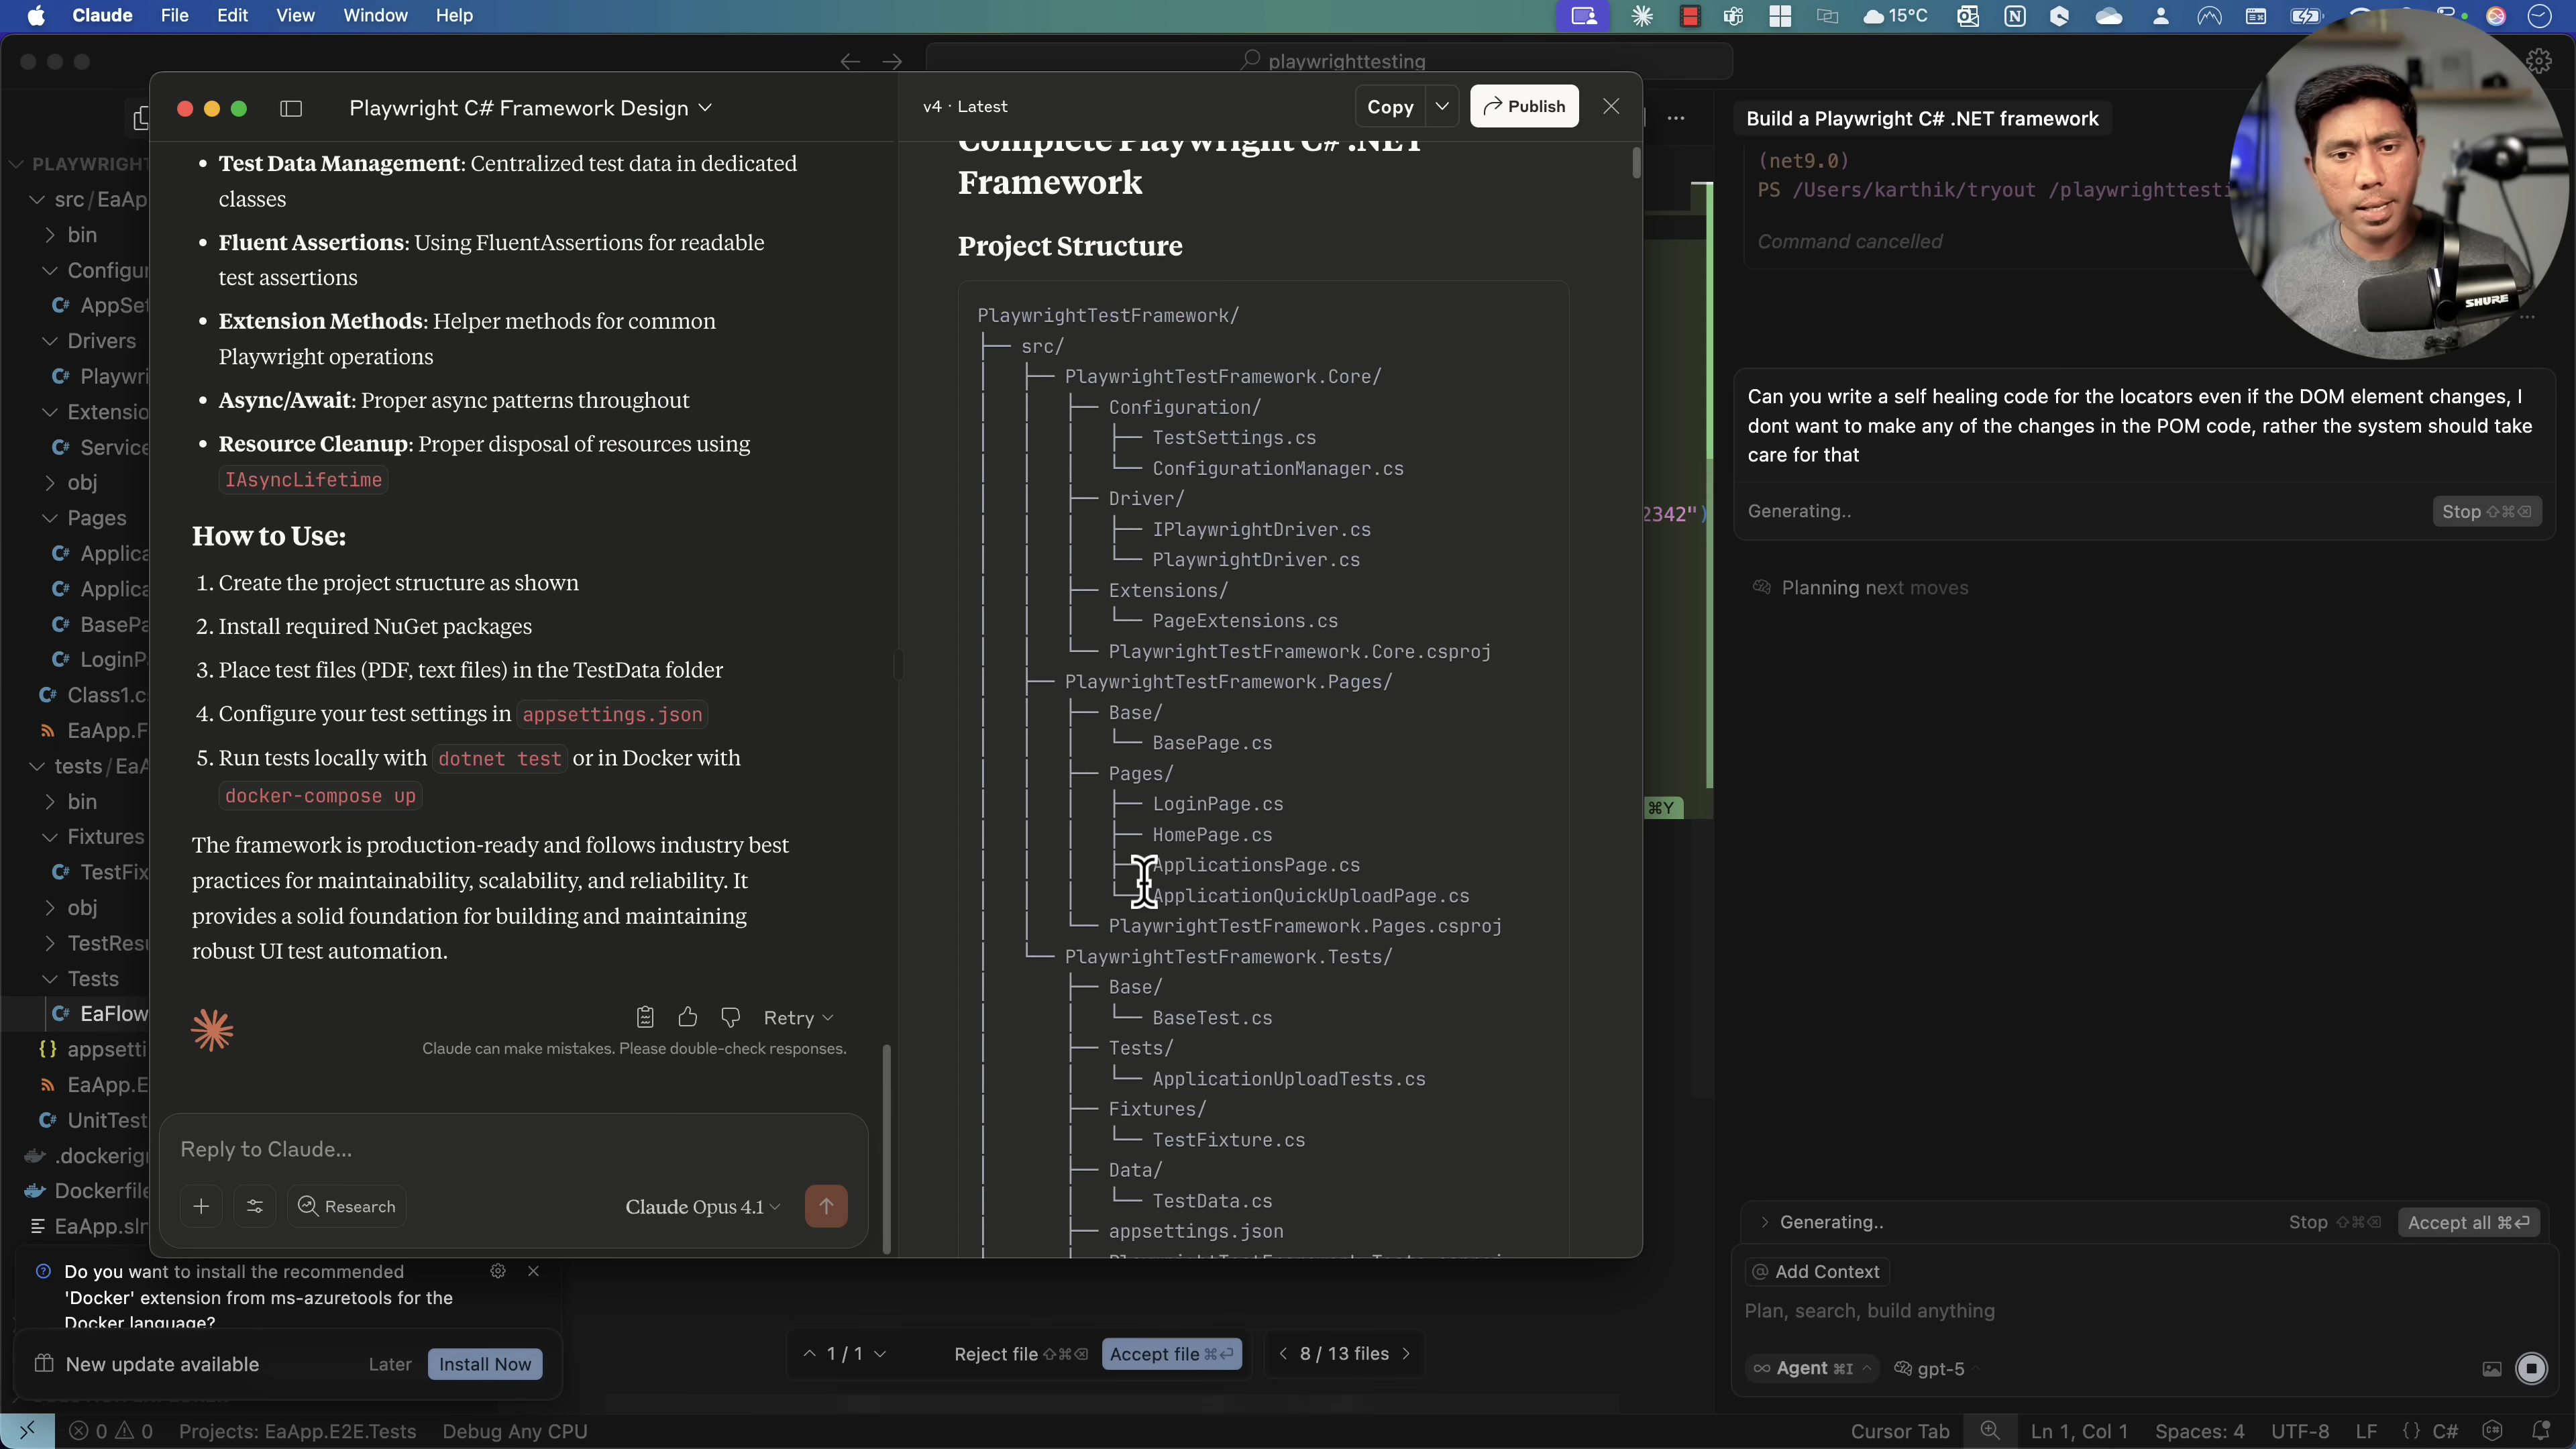 Claude File Edit View Window Help
15°C
playwrighttesting
Playwright C# Framework Design
v4 · Latest
Copy
Publish
Test Data Management: Centralized test data in dedicated
classes
Fluent Assertions: Using FluentAssertions for readable
test assertions
Extension Methods: Helper methods for common
Playwright operations
Async/Await: Proper async patterns throughout
Resource Cleanup: Proper disposal of resources using
IAsyncLifetime
How to Use:
1. Create the project structure as shown
2. Install required NuGet packages
3. Place test files (PDF, text files) in the TestData folder
4. Configure your test settings in appsettings.json
5. Run tests locally with dotnet test or in Docker with
docker-compose up
The framework is production-ready and follows industry best
practices for maintainability, scalability, and reliability. It
provides a solid foundation for building and maintaining
robust UI test automation.
Retry
Claude can make mistakes. Please double-check responses.
Reply to Claude...
Research
Claude Opus 4.1
Complete Playwright C# .NET
Framework
Project Structure
PlaywrightTestFramework/
├── src/
│   ├── PlaywrightTestFramework.Core/
│   │   ├── Configuration/
│   │   │   ├── TestSettings.cs
│   │   │   └── ConfigurationManager.cs
│   │   ├── Driver/
│   │   │   ├── IPlaywrightDriver.cs
│   │   │   └── PlaywrightDriver.cs
│   │   ├── Extensions/
│   │   │   └── PageExtensions.cs
│   │   └── PlaywrightTestFramework.Core.csproj
│   ├── PlaywrightTestFramework.Pages/
│   │   ├── Base/
│   │   │   └── BasePage.cs
│   │   ├── Pages/
│   │   │   ├── LoginPage.cs
│   │   │   ├── HomePage.cs
│   │   │   ├── ApplicationsPage.cs
│   │   │   └── ApplicationQuickUploadPage.cs
│   │   └── PlaywrightTestFramework.Pages.csproj
│   └── PlaywrightTestFramework.Tests/
│       ├── Base/
│       │   └── BaseTest.cs
│       ├── Tests/
│       │   └── ApplicationUploadTests.cs
│       ├── Fixtures/
│       │   └── TestFixture.cs
│       ├── Data/
│       │   └── TestData.cs
│       ├── appsettings.json
PLAYWRIGHT
src/EaAp
bin
Configur
C# AppSet
Drivers
C# Playwri
Extensio
C# Service
obj
Pages
C# Applica
C# Applica
C# BasePa
C# LoginP
C# Class1.c
EaApp.F
tests/EaA
bin
Fixtures
C# TestFix
obj
TestResu
Tests
C# EaFlow
{} appsetti
EaApp.E
C# UnitTest
.dockerign
Dockerfile
EaApp.sln
Do you want to install the recommended
'Docker' extension from ms-azuretools for the
Docker language?
New update available Later Install Now
2342")
⌘Y
1 / 1
Reject file ⇧⌘⌫ Accept file ⌘⏎
8 / 13 files
Build a Playwright C# .NET framework
(net9.0)
PS /Users/karthik/tryout /playwrighttesti
Command cancelled
SHURE
Can you write a self healing code for the locators even if the DOM element changes, I
dont want to make any of the changes in the POM code, rather the system should take
care for that
Generating..
Stop ⇧⌘⌫
Planning next moves
Generating..
Stop ⇧⌘⌫ Accept all ⌘⏎
@ Add Context
Plan, search, build anything
∞ Agent ⌘I
gpt-5
0 0 Projects: EaApp.E2E.Tests Debug Any CPU
Cursor Tab Ln 1, Col 1 Spaces: 4 UTF-8 LF {} C#